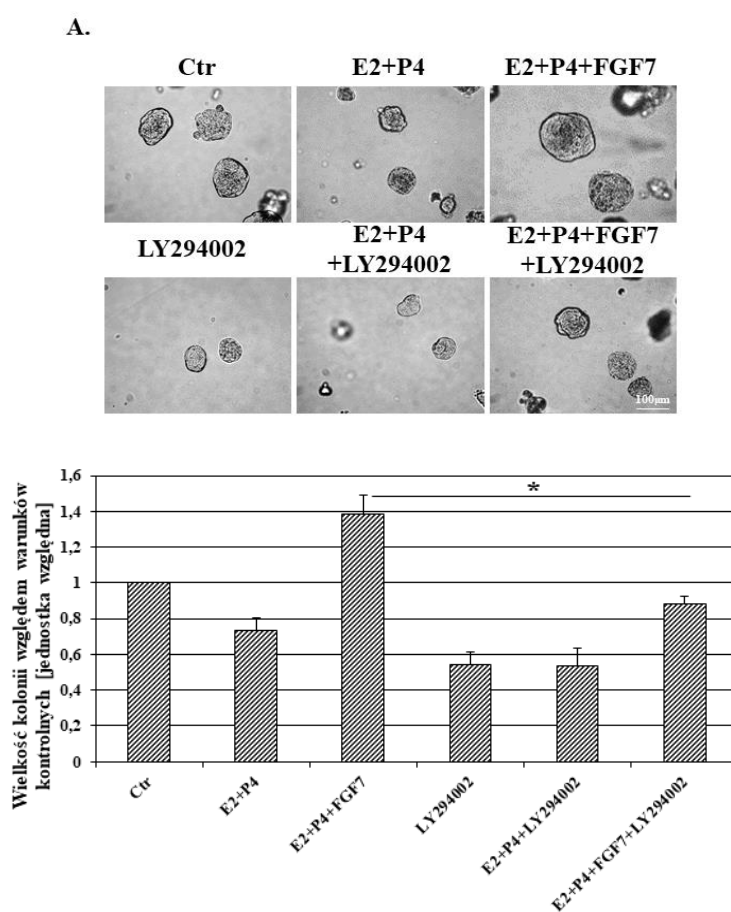 A.
Ctr
E2+P4
E2+P4+FGF7
LY294002
E2+P4
+LY294002
E2+P4+FGF7
+LY294002
100µm
Wielkość kolonii względem warunków
kontrolnych [jednostka względna]
1,6
1,4
1,2
1
0,8
0,6
0,4
0,2
0
*
Ctr
E2+P4
E2+P4+FGF7
LY294002
E2+P4+LY294002
E2+P4+FGF7+LY294002